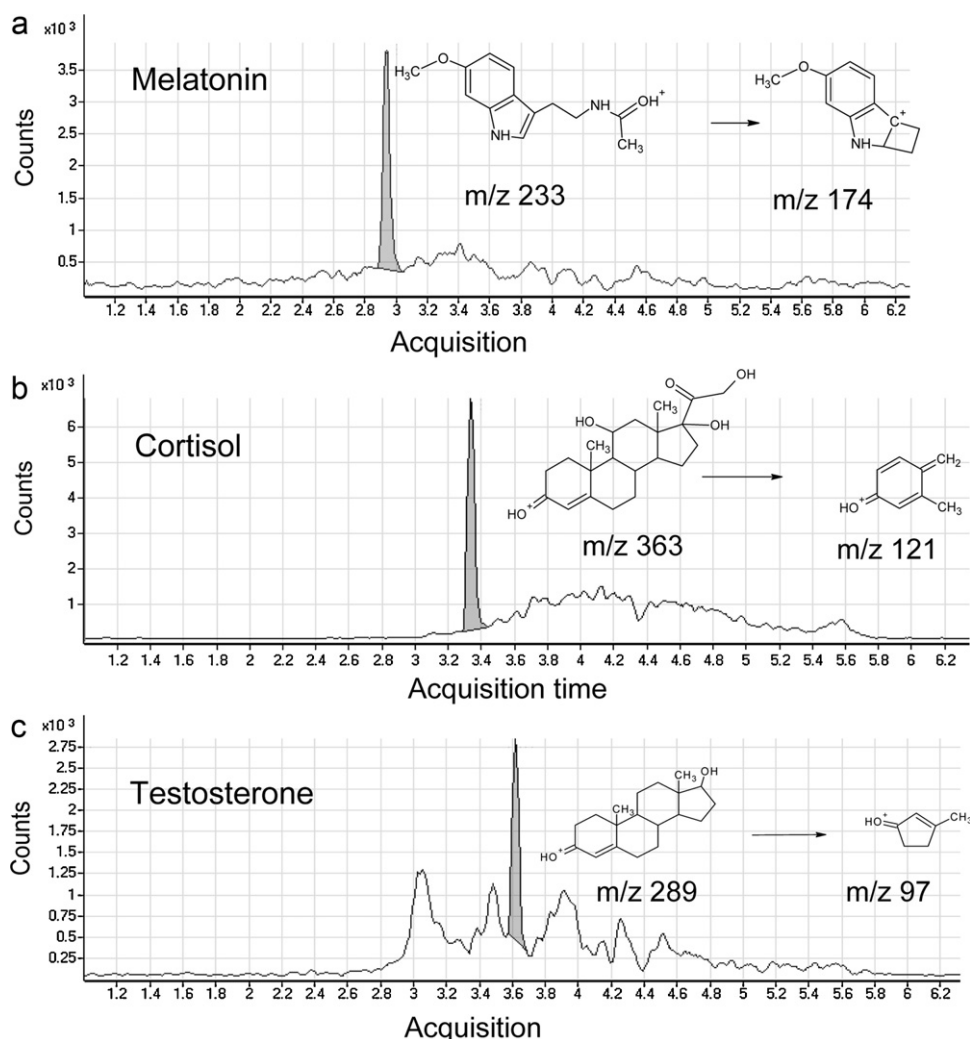 a
x10 3
Melatonin
3.5
3
2.5
2
1.5
1
0.5
Counts
H3C
O
NH
NH
OH+
CH3
H3C
O
C+
NH
m/z 233
m/z 174
1.2 1.4 1.6 1.8 2 2.2 2.4 2.6 2.8 3 3.2 3.4 3.6 3.8 4 4.2 4.4 4.6 4.8 5 5.2 5.4 5.6 5.8 6 6.2
Acquisition
b
x10 3
Cortisol
6
5
4
3
2
1
Counts
OH
O
CH3
HO
CH3
OH
HO+
CH2
CH3
HO+
m/z 363
m/z 121
1.2 1.4 1.6 1.8 2 2.2 2.4 2.6 2.8 3 3.2 3.4 3.6 3.8 4 4.2 4.4 4.6 4.8 5 5.2 5.4 5.6 5.8 6 6.2
Acquisition time
c
x10 3
Testosterone
2.75
2.5
2.25
2
1.75
1.5
1.25
1
0.75
0.5
0.25
Counts
CH3
OH
CH3
HO+
HO+
CH3
m/z 289
m/z 97
1.2 1.4 1.6 1.8 2 2.2 2.4 2.6 2.8 3 3.2 3.4 3.6 3.8 4 4.2 4.4 4.6 4.8 5 5.2 5.4 5.6 5.8 6 6.2
Acquisition